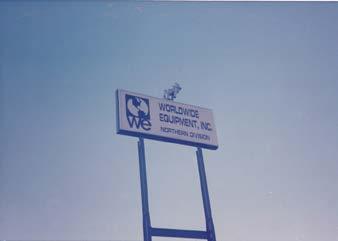 WORLDWIDE
EQUIPMENT, INC.
NORTHERN DIVISION
we